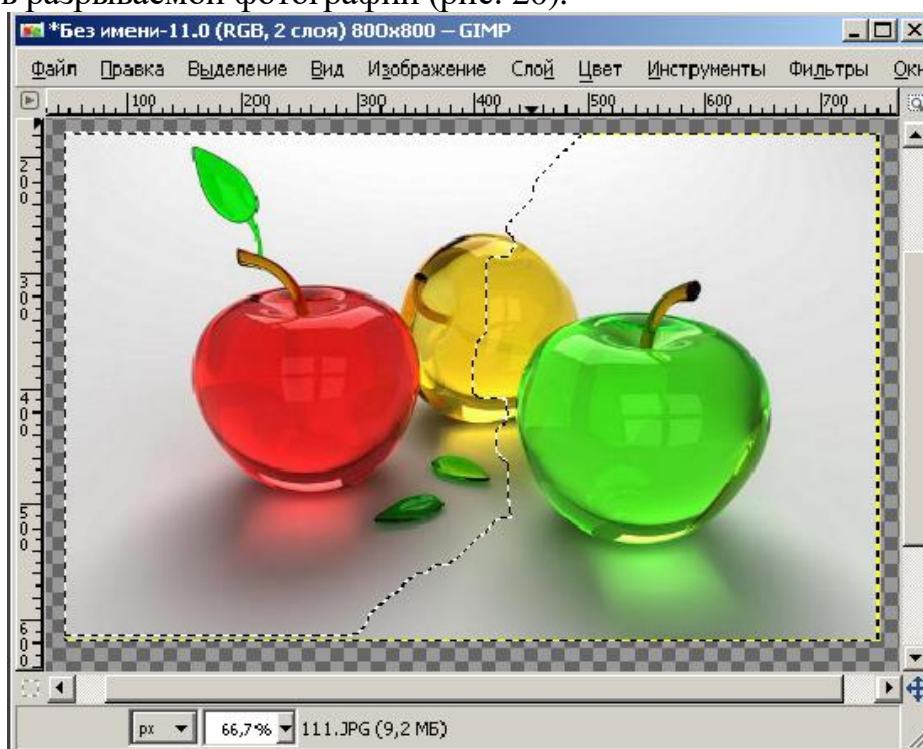 в разрываемой фотографии (рис. 20).
*Без имени-11.0 (RGB, 2 слоя) 800x800 – GIMP
Файл Правка Выделение Вид Изображение Слой Цвет Инструменты Фильтры Окн
100 200 300 400 500 600 700
200
300
400
500
600
px 66,7% 111.JPG (9,2 МБ)